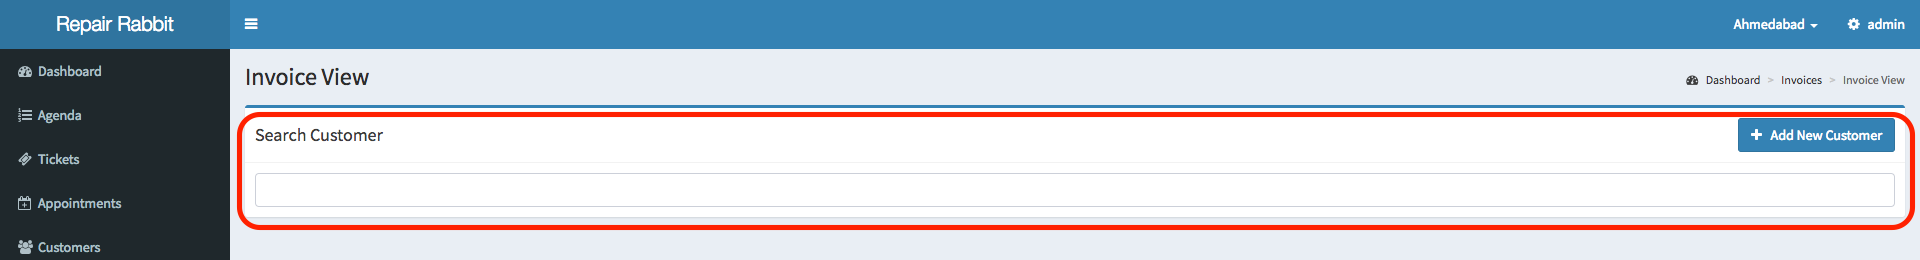 Repair Rabbit
Ahmedabad
admin
Dashboard
Agenda
Tickets
Appointments
Customers
Invoice View
Dashboard > Invoices > Invoice View
Search Customer
+ Add New Customer